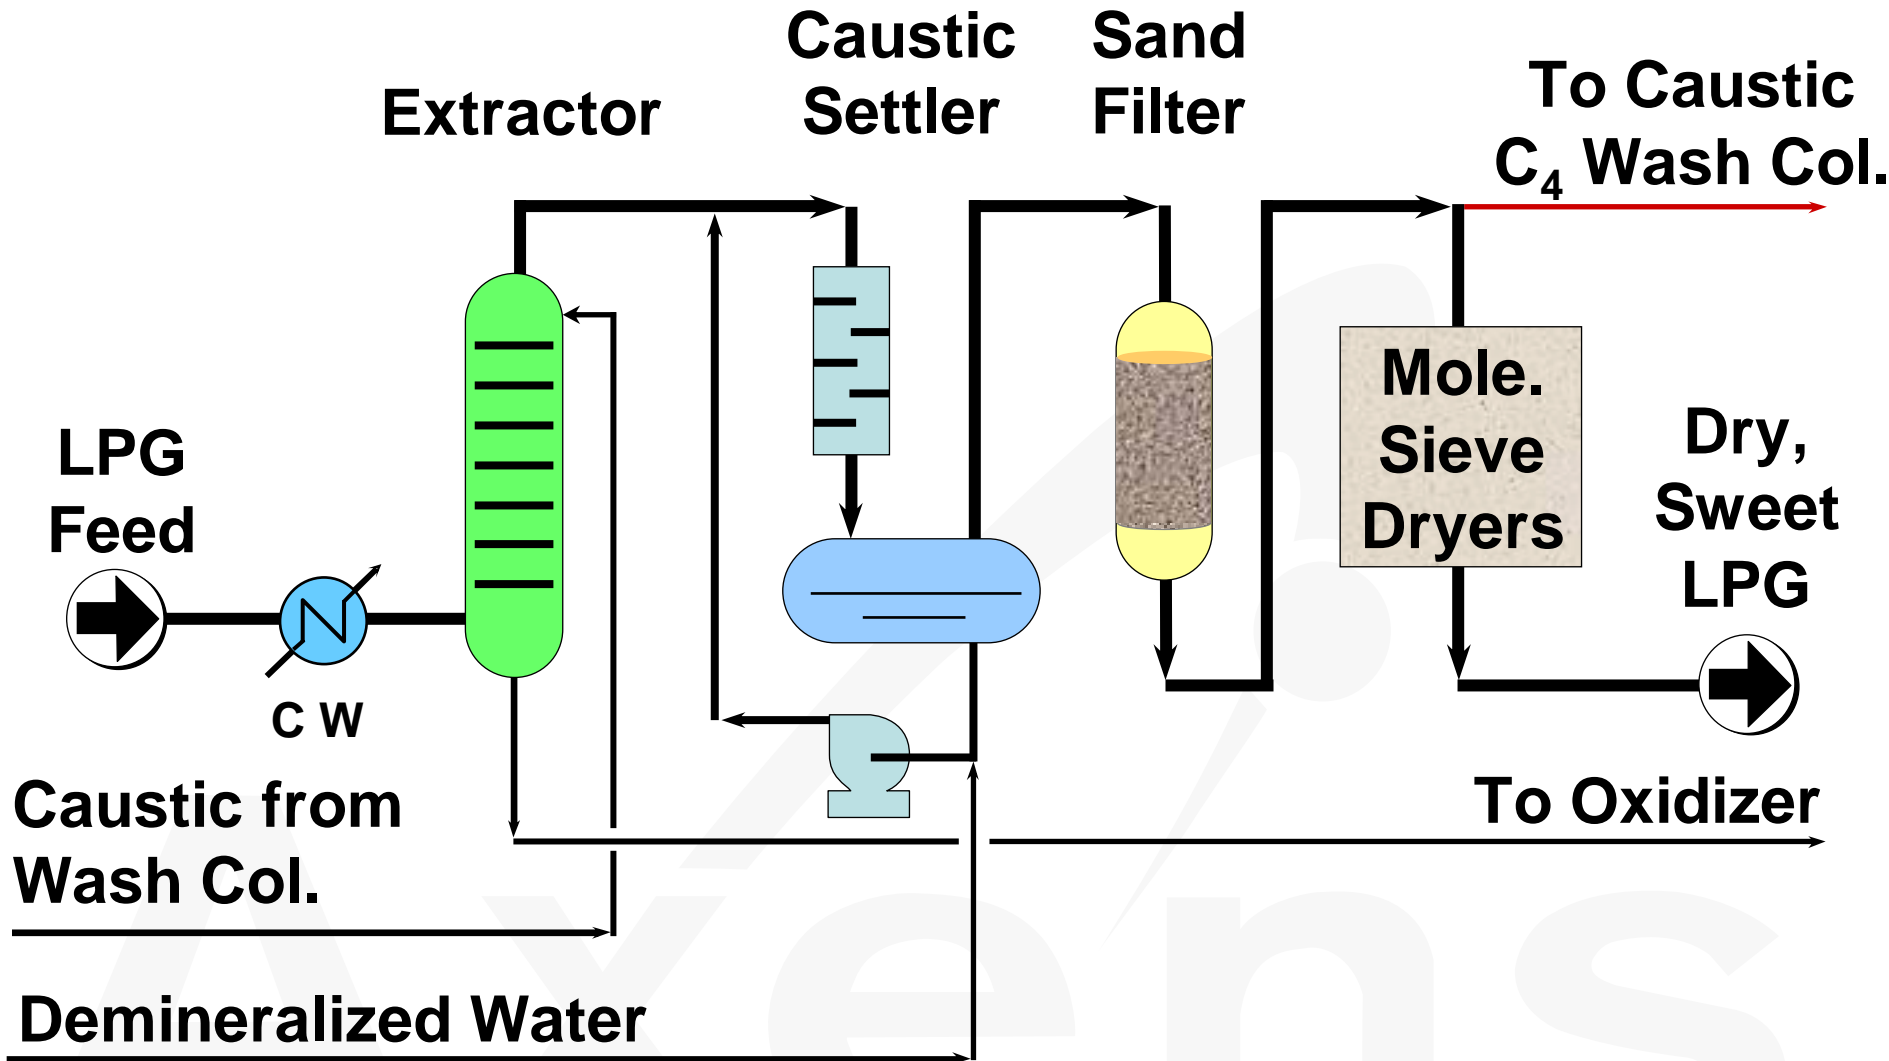 Caustic
Settler
Sand
Filter
Extractor
To Caustic
C₄ Wash Col.
LPG
Feed
Mole.
Sieve
Dryers
Dry,
Sweet
LPG
C W
Caustic from
Wash Col.
To Oxidizer
Demineralized Water
Axens